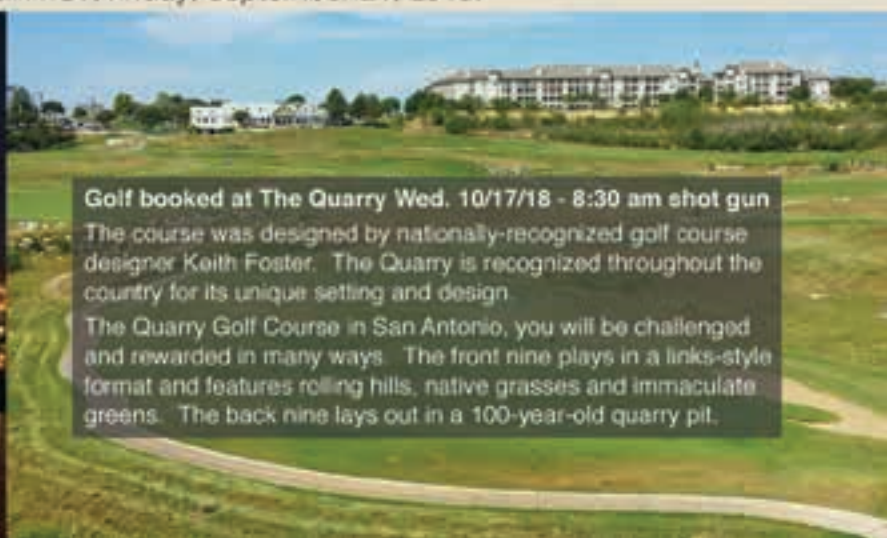 Golf booked at The Quarry Wed. 10/17/18 - 8:30 am shot gun
The course was designed by nationally-recognized golf course
designer Keith Foster. The Quarry is recognized throughout the
country for its unique setting and design
The Quarry Golf Course in San Antonio, you will be challenged
and rewarded in many ways. The front nine plays in a links-style
format and features rolling hills, native grasses and immaculate
greens. The back nine lays out in a 100-year-old quarry pit.